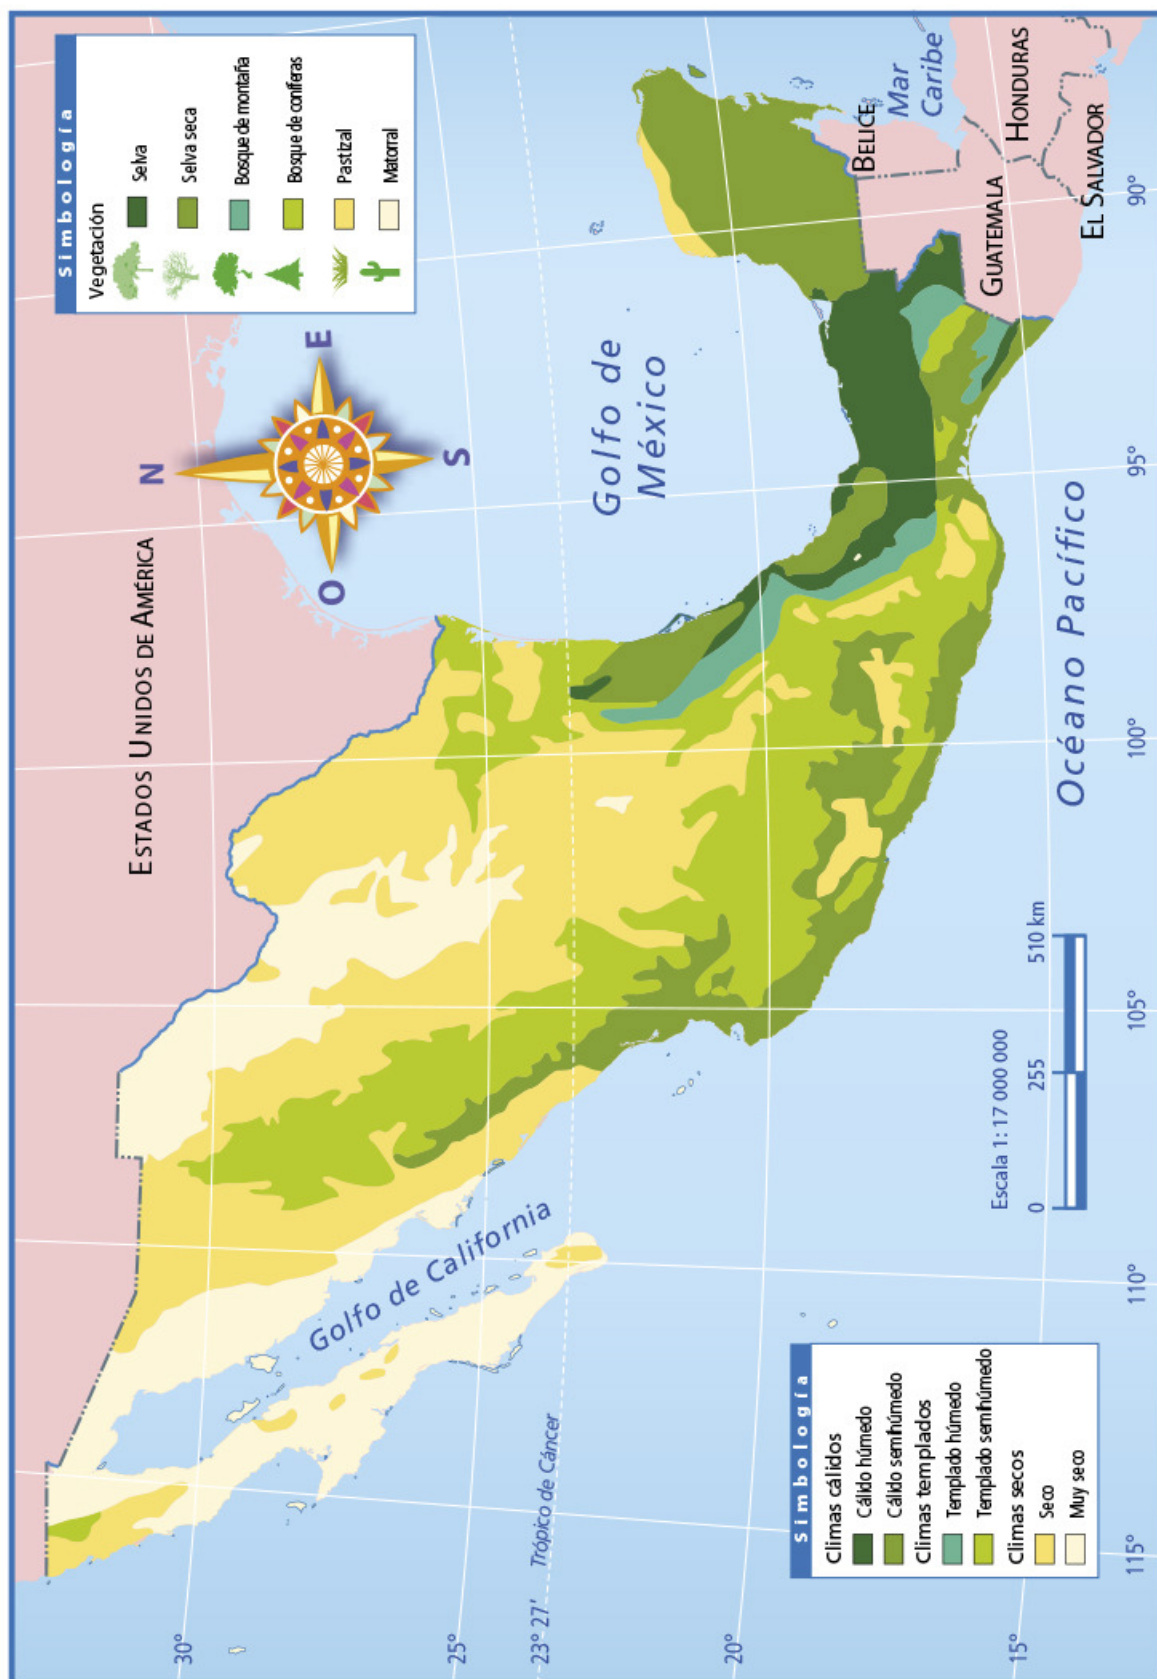 Simbología
Vegetación
Selva
Selva seca
Bosque de montaña
Bosque de coníferas
Pastizal
Matorral
N
E
S
O
ESTADOS UNIDOS DE AMÉRICA
Golfo de
México
Golfo de California
Mar
Caribe
BELICE
GUATEMALA
HONDURAS
EL SALVADOR
Océano Pacífico
Trópico de Cáncer
30°
25°
23° 27'
20°
15°
115°
110°
105°
100°
95°
90°
Escala 1: 17 000 000
0
255
510 km
Simbología
Climas cálidos
Cálido húmedo
Cálido semihúmedo
Climas templados
Templado húmedo
Templado semihúmedo
Climas secos
Seco
Muy seco